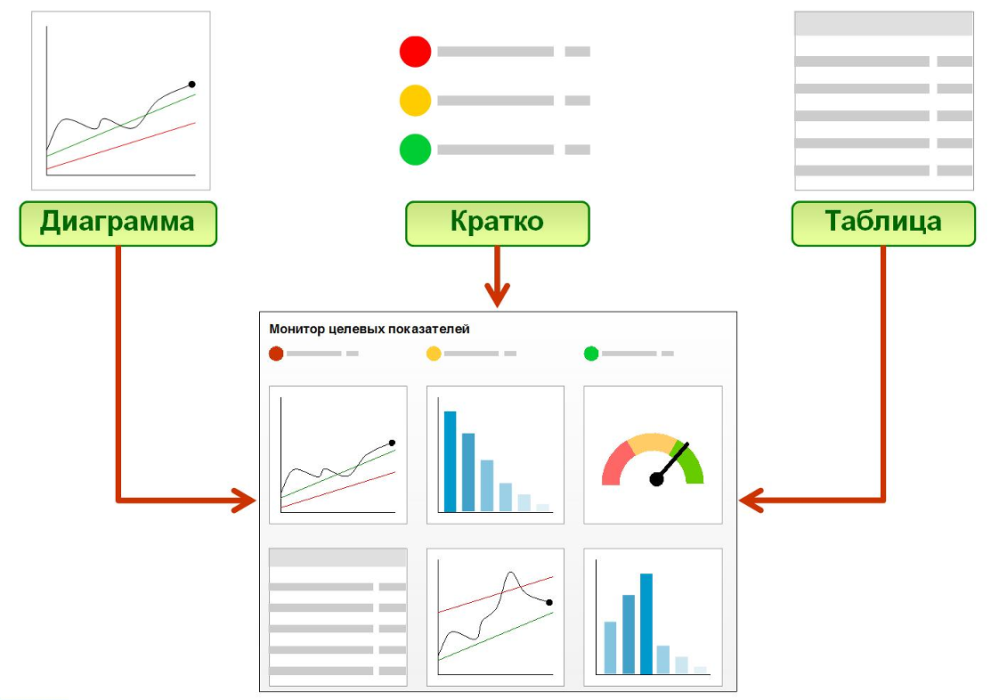 Диаграмма
Кратко
Таблица
Монитор целевых показателей